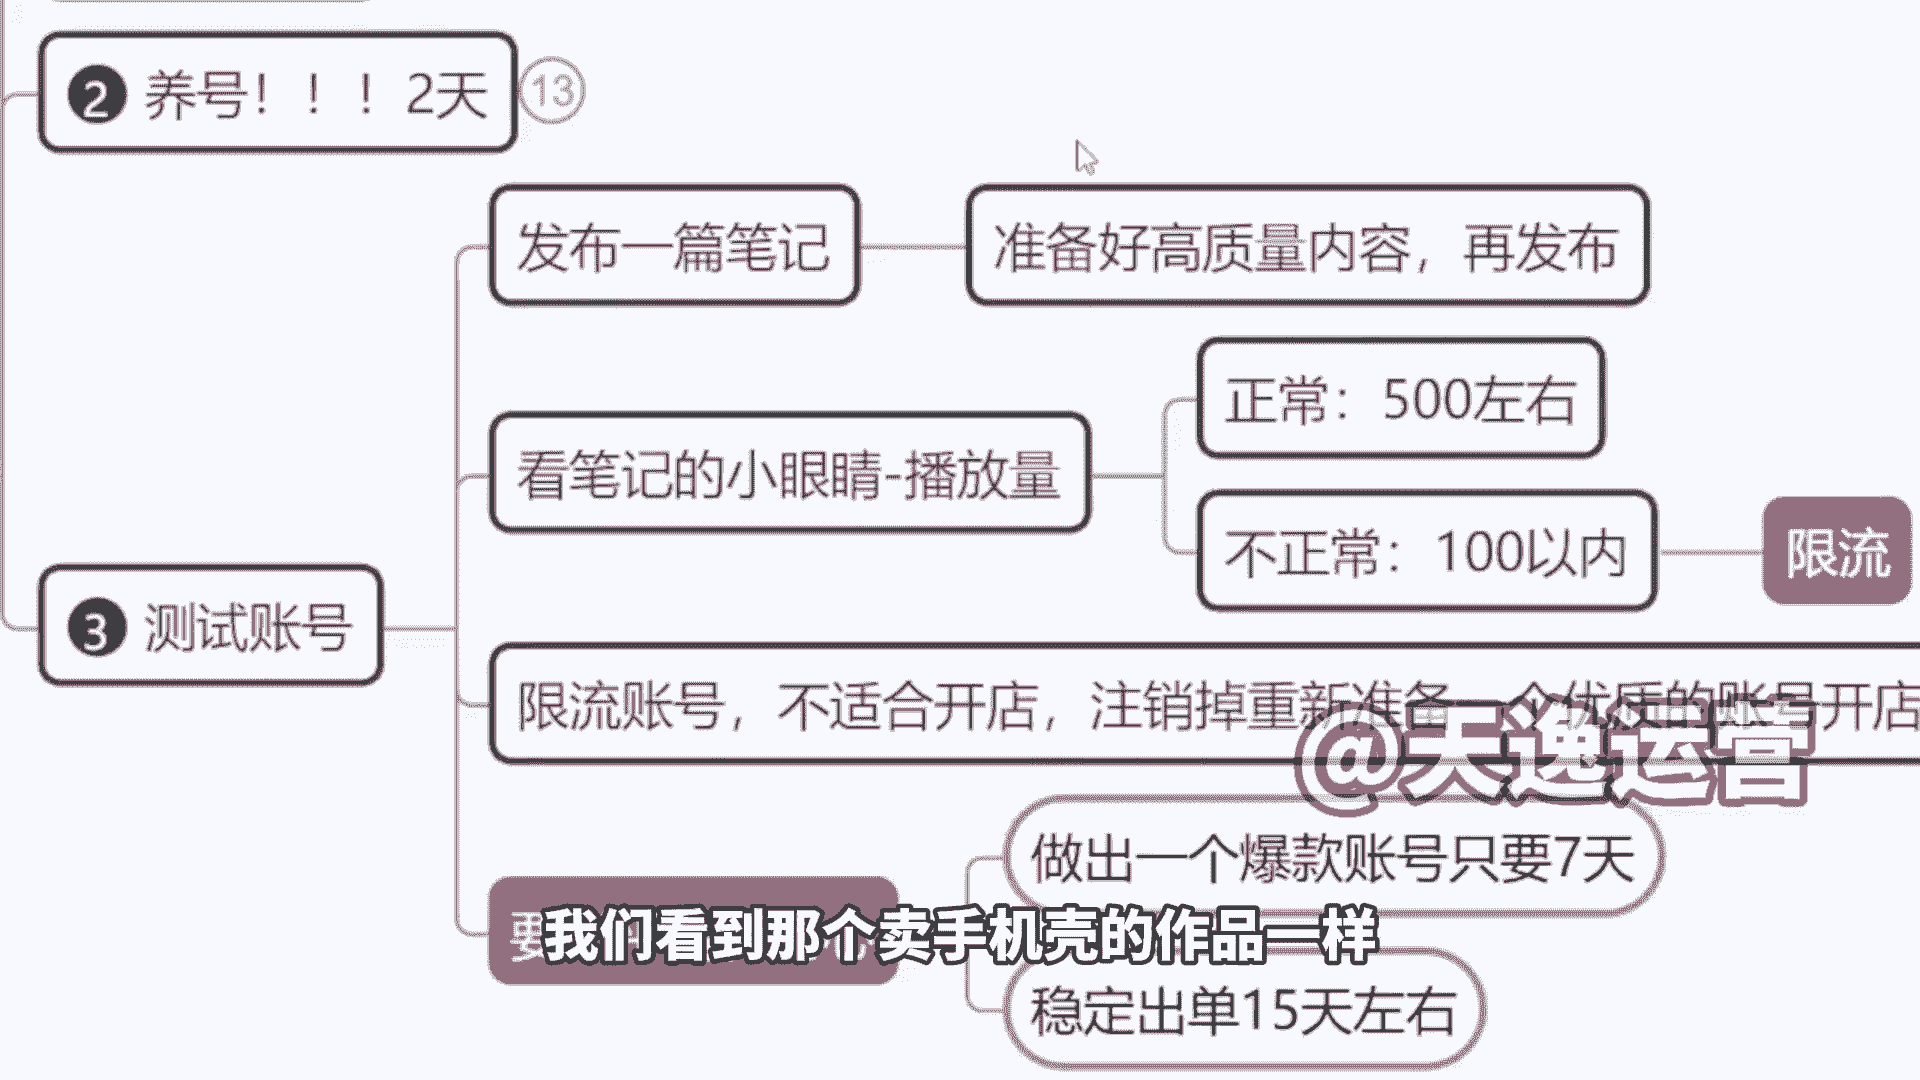 2 养号！！！2天
13
发布一篇笔记
准备好高质量内容，再发布
正常：500左右
看笔记的小眼睛-播放量
不正常：100以内
限流
3 测试账号
限流账号，不适合开店，注销掉重新准备一个优质的账号开店
@天逸运营
做出一个爆款账号只要7天
我们看到那个卖手机壳的作品一样
稳定出单15天左右